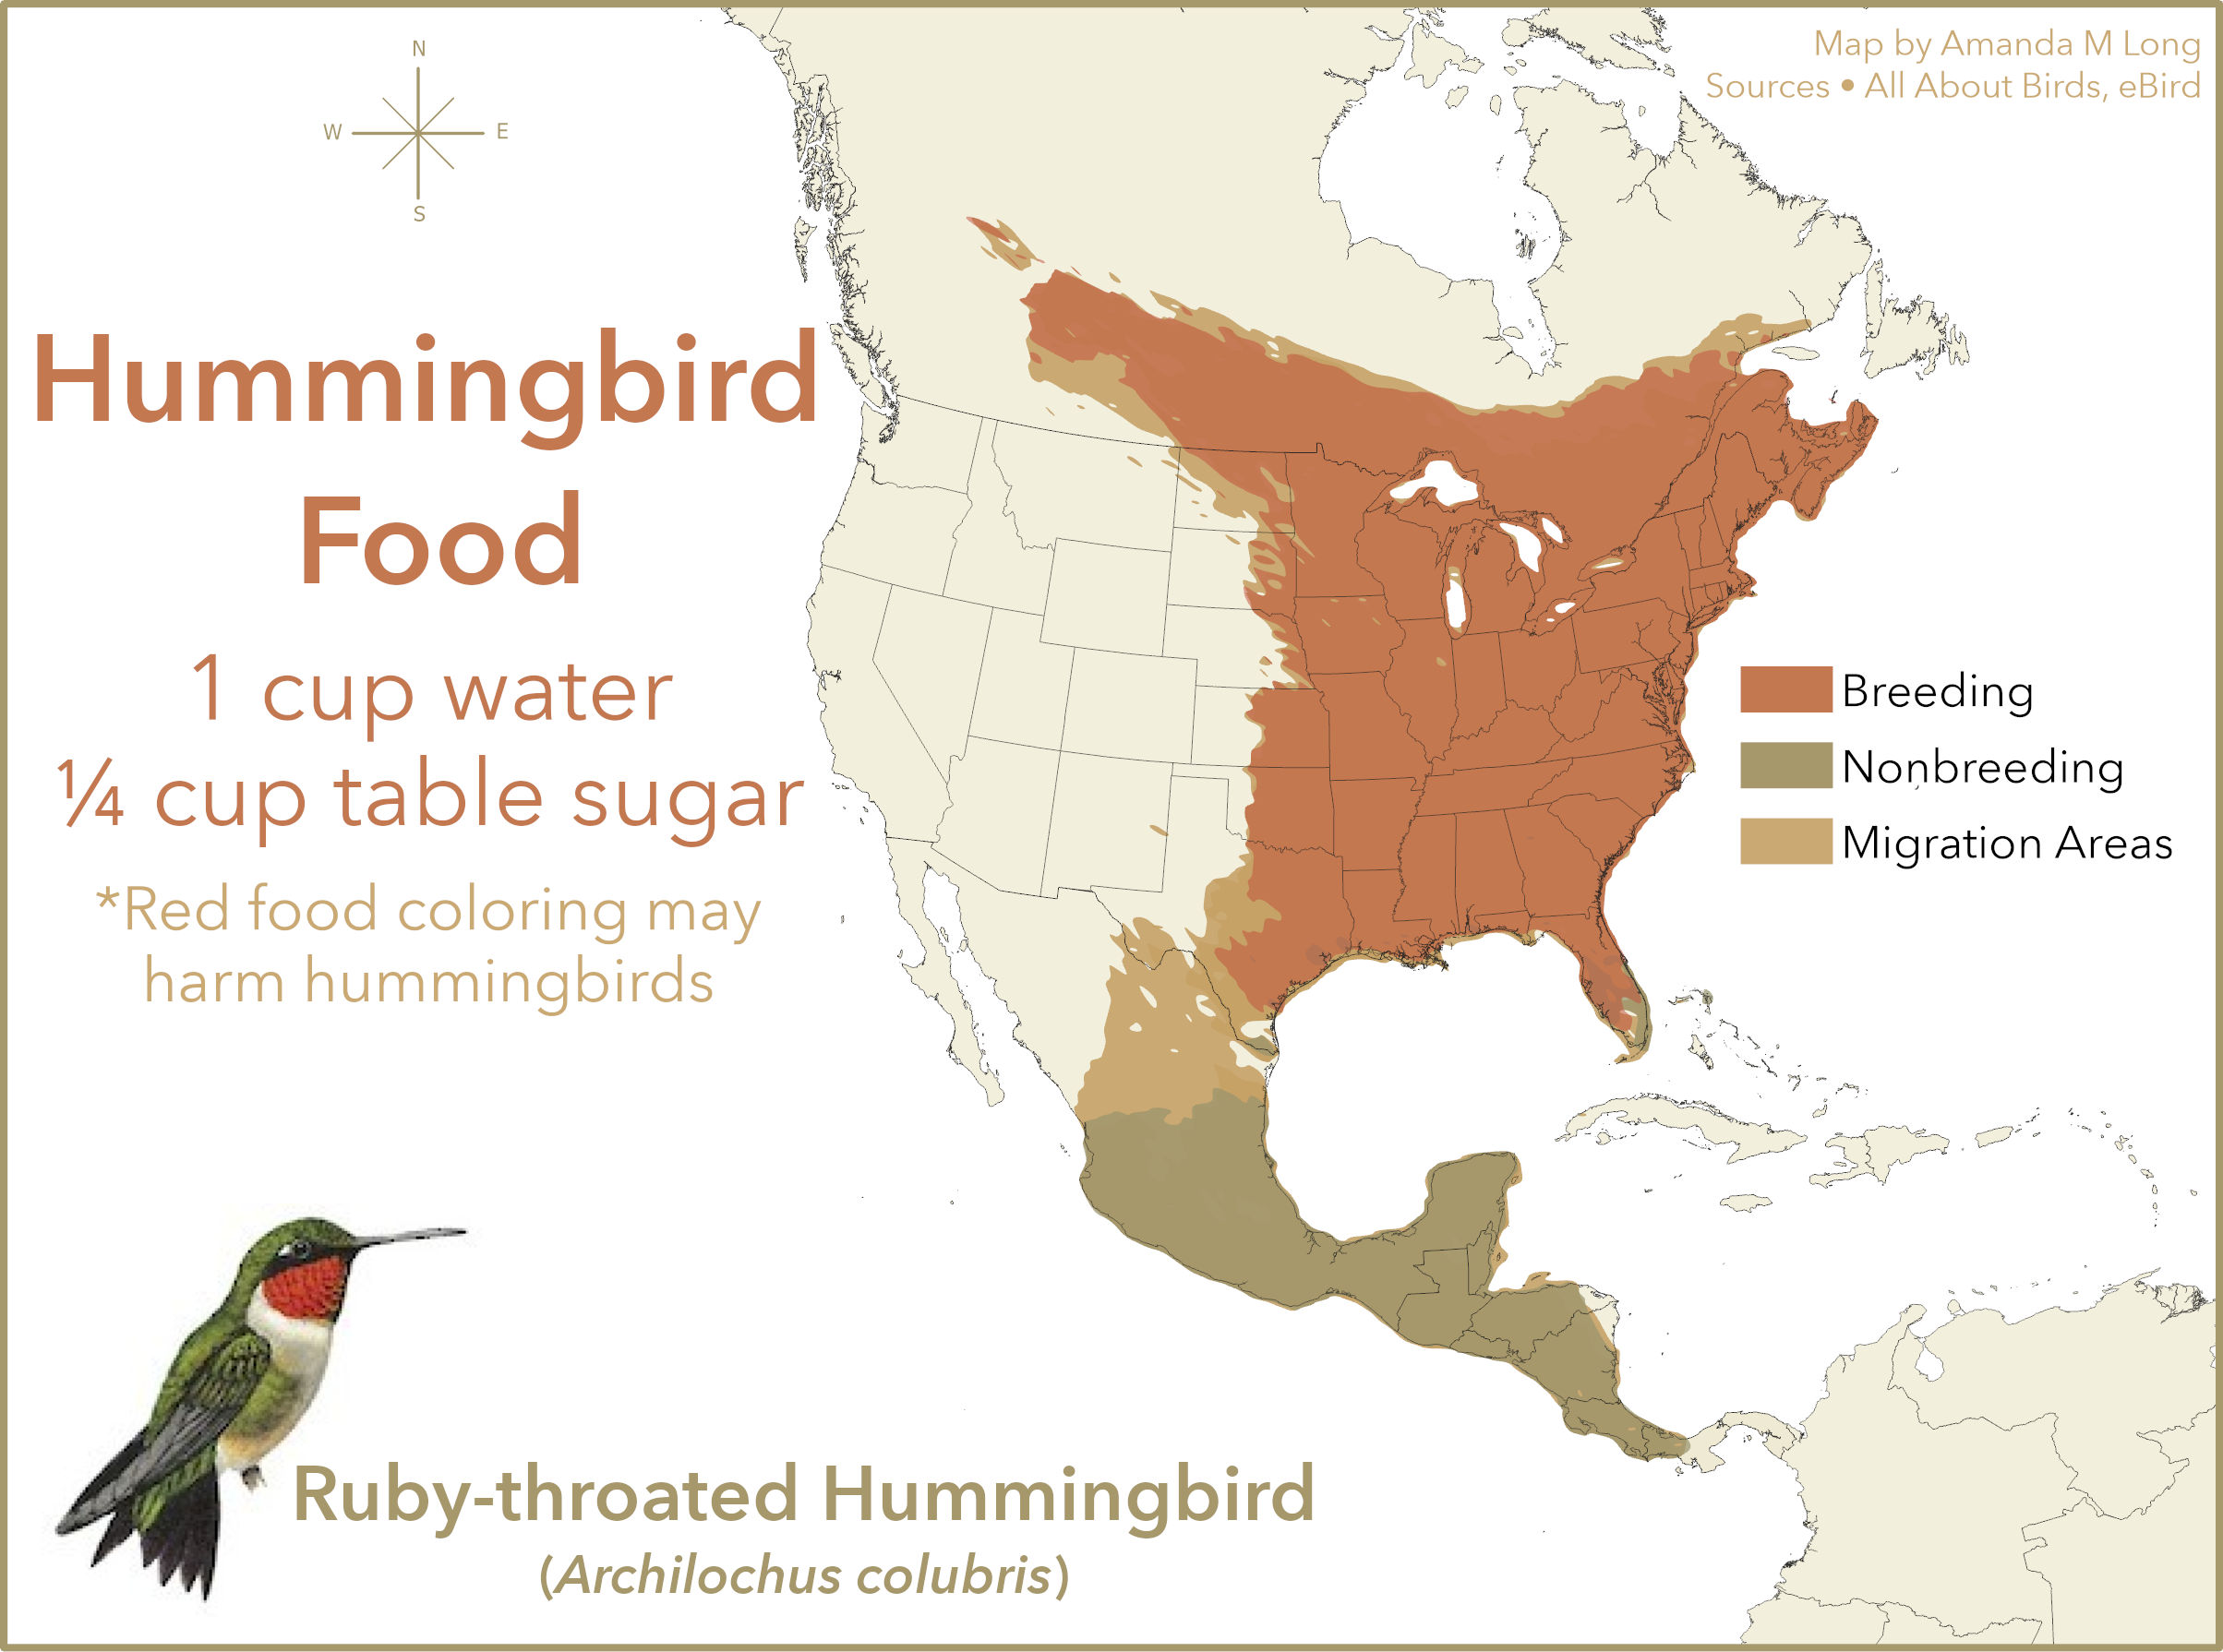 N
W
E
S
Map by Amanda M Long
Sources • All About Birds, eBird
Hummingbird
Food
1 cup water
¼ cup table sugar
*Red food coloring may
harm hummingbirds
Breeding
Nonbreeding
Migration Areas
Ruby-throated Hummingbird
(Archilochus colubris)